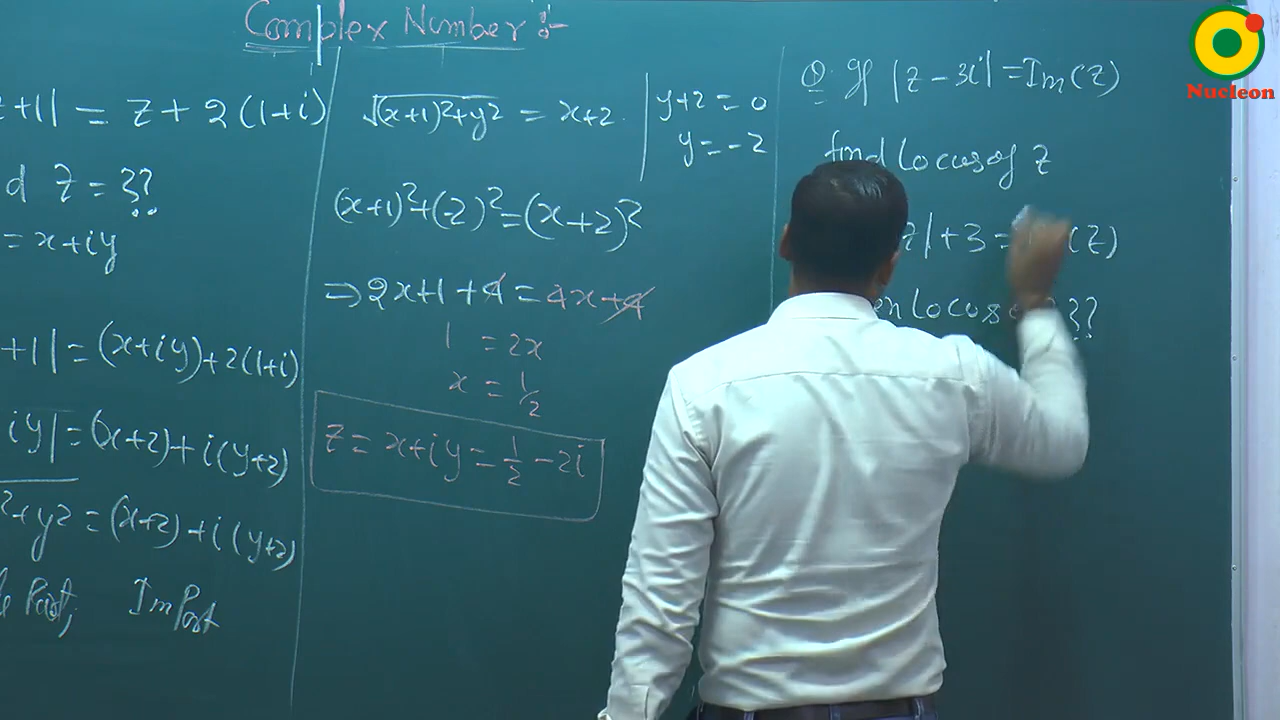 Complex Number :-
z+1| = z + 2(1+i)
d z = ??
= x+iy
+1| = (x+iy)+2(1+i)
iy| = (x+2)+i(y+2)
²+y² = (x+2)+i(y+2)
Part, Im Part
√(x+1)²+y² = x+2
(x+1)²+(-2)²=(x+2)²
⇒ 2x+1+4 = 4x+4
1 = 2x
x = 1/2
z = x+iy = 1/2 - 2i
y+2 = 0
y = -2
Q. If |z-3i| = Im(z)
find locus of z
z|+3 = (z)
locus ??
Nucleon